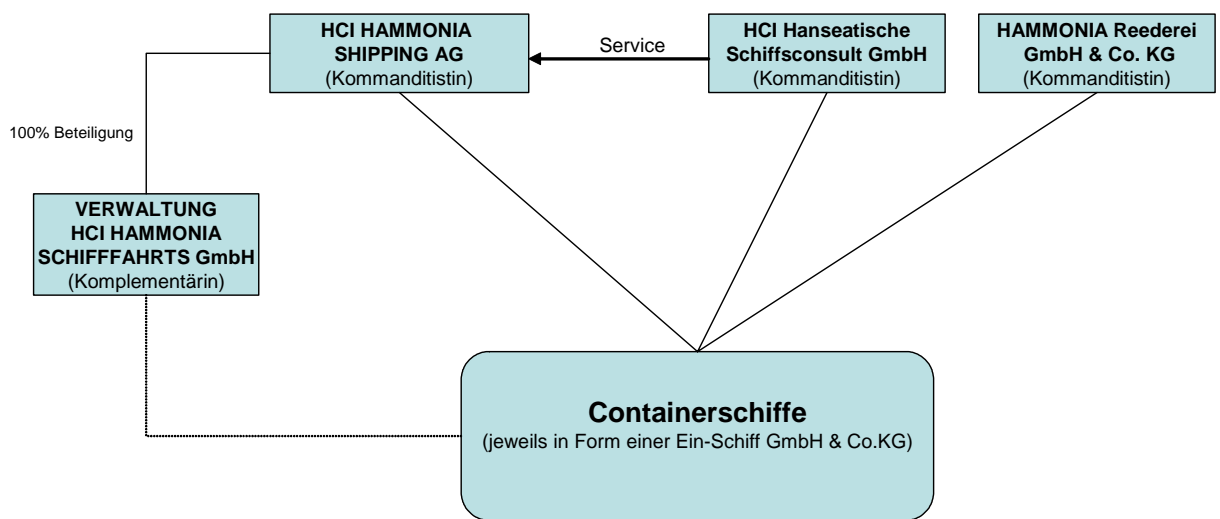 HCI HAMMONIA
SHIPPING AG
(Kommanditistin)
Service
HCI Hanseatische
Schiffsconsult GmbH
(Kommanditistin)
HAMMONIA Reederei
GmbH & Co. KG
(Kommanditistin)
100% Beteiligung
VERWALTUNG
HCI HAMMONIA
SCHIFFFAHRTS GmbH
(Komplementärin)
Containerschiffe
(jeweils in Form einer Ein-Schiff GmbH & Co.KG)